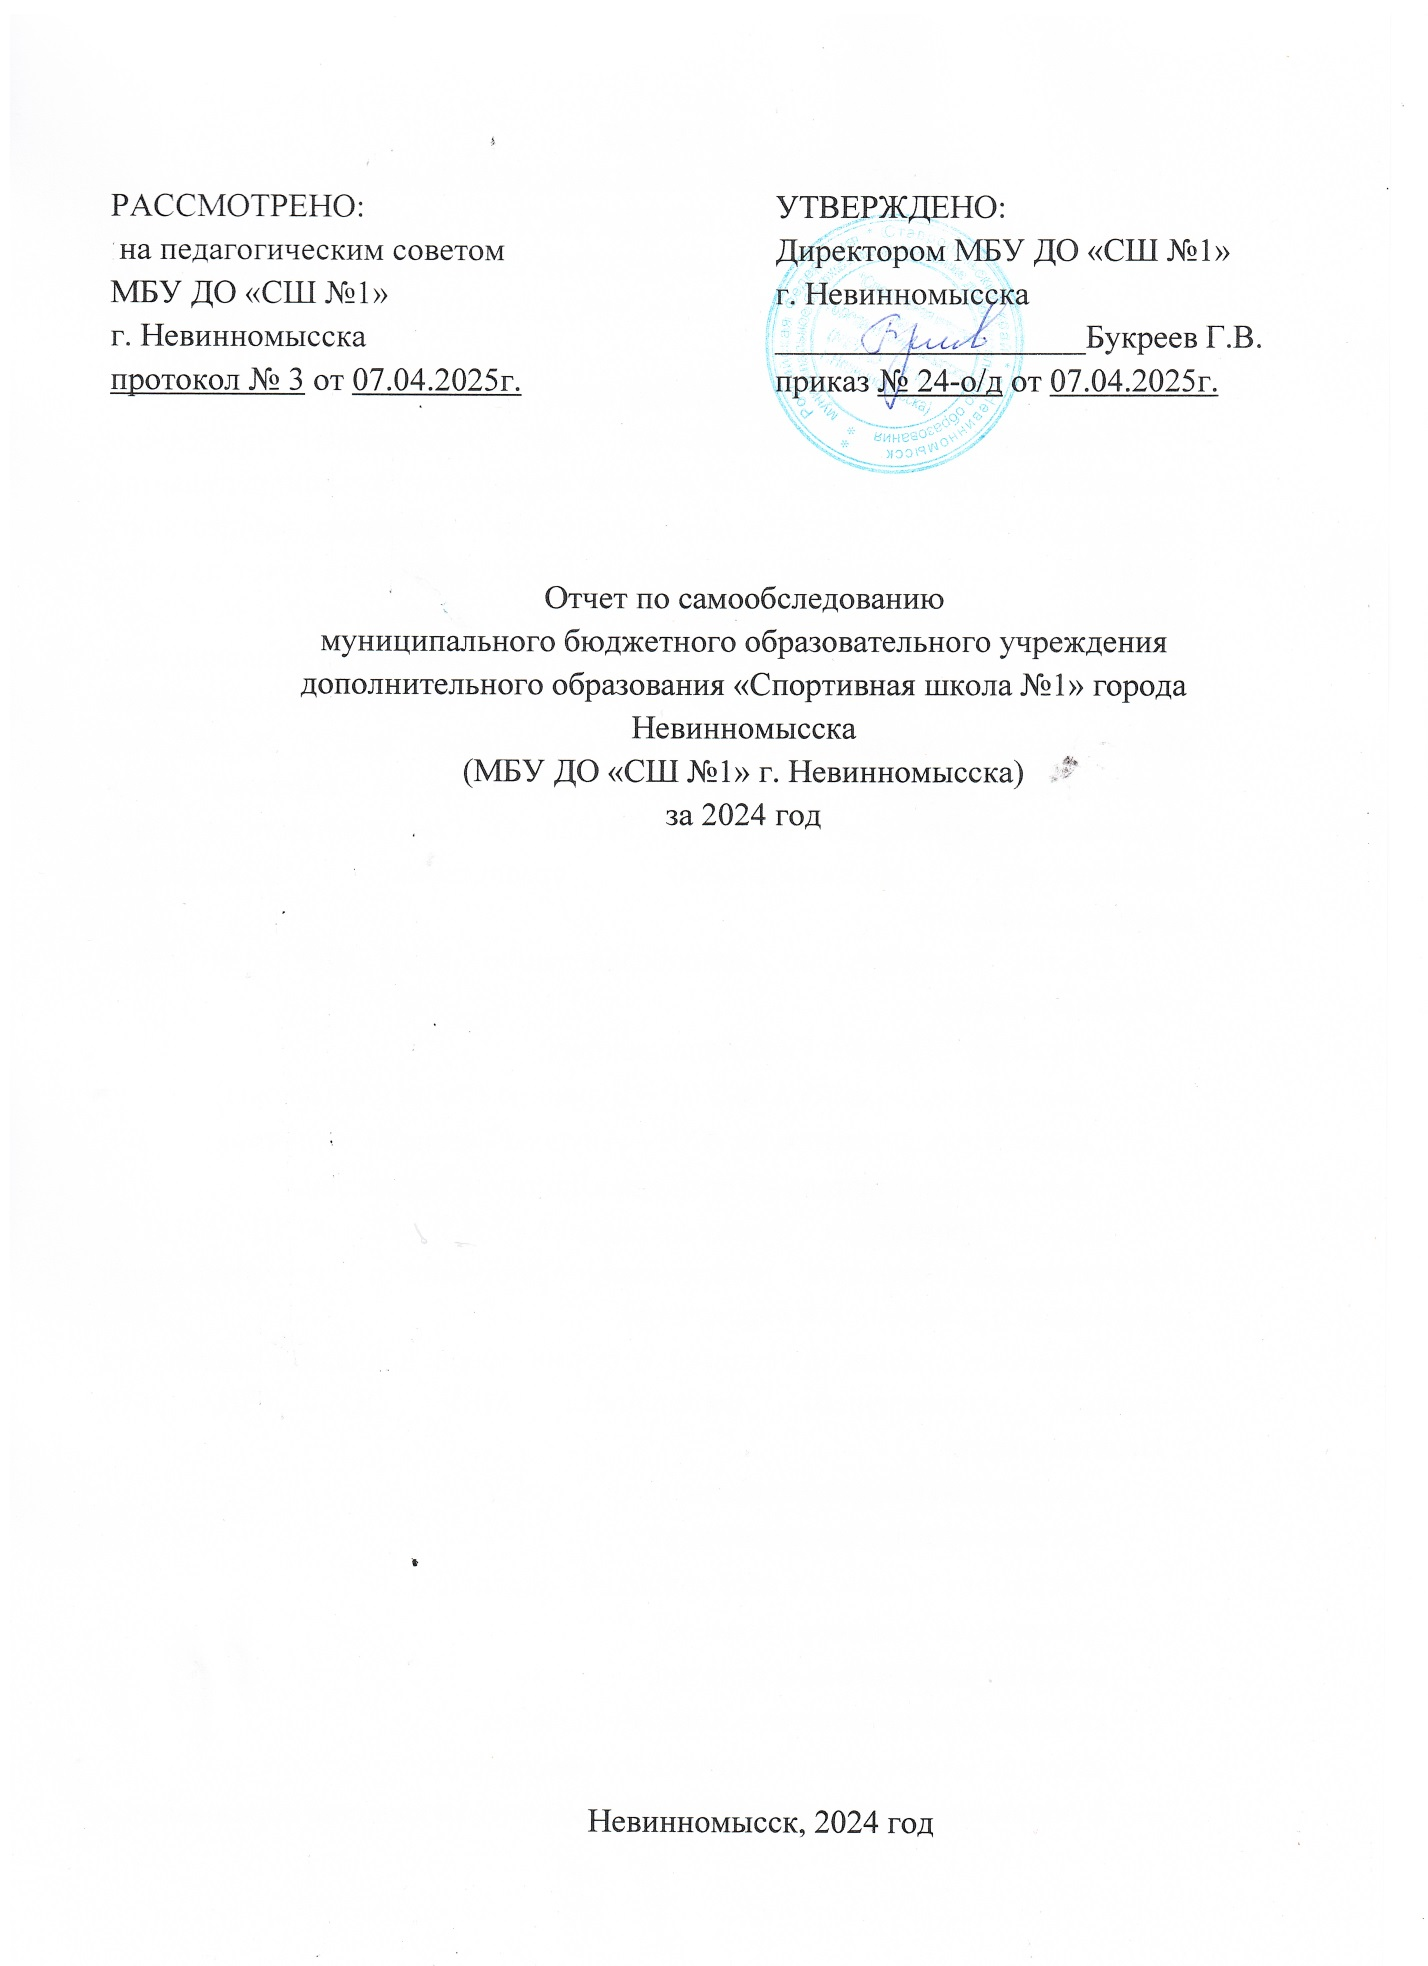 РАССМОТРЕНО:
на педагогическим советом
МБУ ДО «СШ №1»
г. Невинномысска
протокол № 3 от 07.04.2025г.
УТВЕРЖДЕНО:
Директором МБУ ДО «СШ №1»
г. Невинномысска
____________________Букреев Г.В.
приказ № 24-о/д от 07.04.2025г.
Отчет по самообследованию
муниципального бюджетного образовательного учреждения
дополнительного образования «Спортивная школа №1» города
Невинномысска
(МБУ ДО «СШ №1» г. Невинномысска)
за 2024 год
Невинномысск, 2024 год